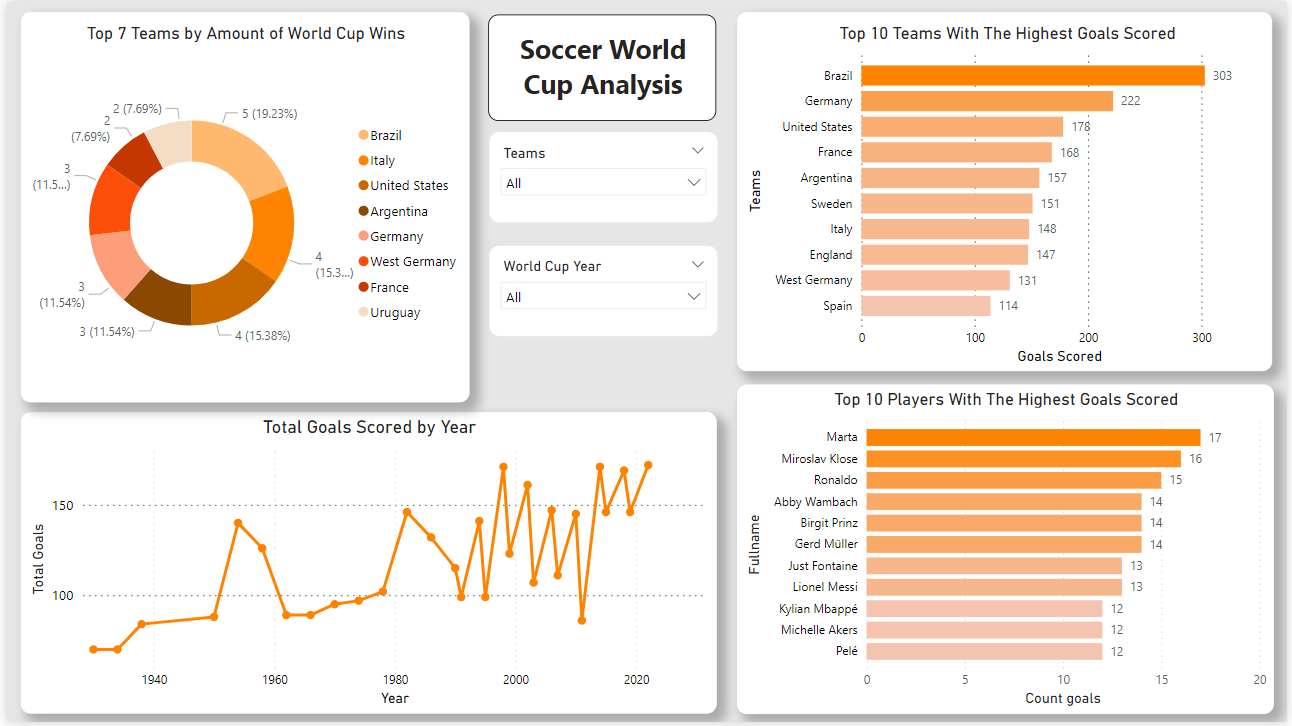 Top 7 Teams by Amount of World Cup Wins
2 (7.69%)
5 (19.23%)
2
(7.69%)
3
(11.5...)
3
(11.54%)
3 (11.54%)
4 (15.38%)
4
(15.3...)
Brazil
Italy
United States
Argentina
Germany
West Germany
France
Uruguay
Soccer World
Cup Analysis
Teams
All
World Cup Year
All
Top 10 Teams With The Highest Goals Scored
Teams
Brazil 303
Germany 222
United States 178
France 168
Argentina 157
Sweden 151
Italy 148
England 147
West Germany 131
Spain 114
0 100 200 300
Goals Scored
Total Goals Scored by Year
Total Goals
150
100
1940 1960 1980 2000 2020
Year
Top 10 Players With The Highest Goals Scored
Fullname
Marta 17
Miroslav Klose 16
Ronaldo 15
Abby Wambach 14
Birgit Prinz 14
Gerd Müller 14
Just Fontaine 13
Lionel Messi 13
Kylian Mbappé 12
Michelle Akers 12
Pelé 12
0 5 10 15 20
Count goals